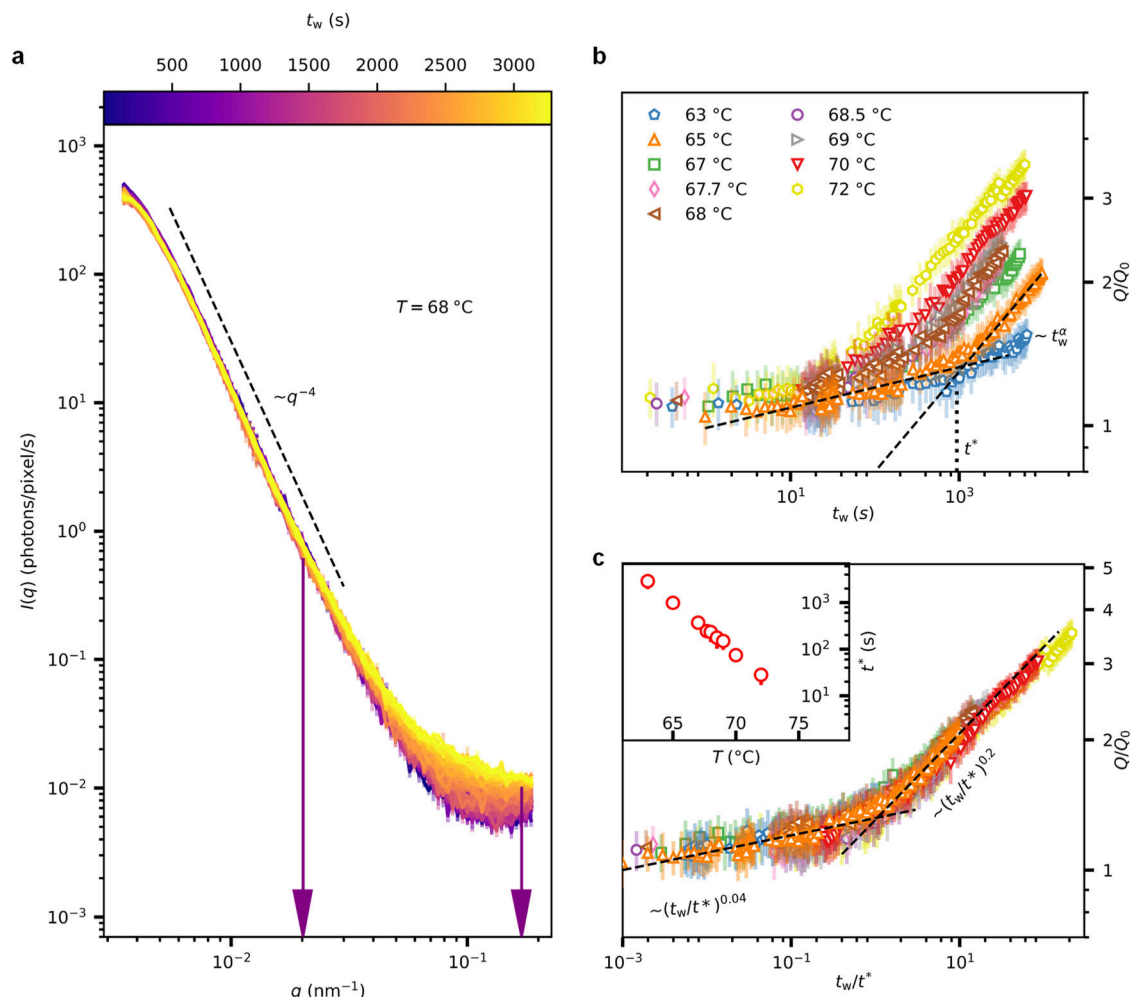 t_w (s)
a
500 1000 1500 2000 2500 3000
10^3
10^2
10^1
10^0
10^-1
10^-2
10^-3
I(q) (photons/pixel/s)
T = 68 °C
~q^-4
10^-2 10^-1
q (nm^-1)
b
63 °C 68.5 °C
65 °C 69 °C
67 °C 70 °C
67.7 °C 72 °C
68 °C
3
2
1
Q/Q_0
~ t_w^α
t^*
10^1 10^3
t_w (s)
c
5
4
3
2
1
Q/Q_0
10^3
10^2
10^1
t^* (s)
65 70 75
T (°C)
~(t_w/t*)^0.2
~(t_w/t*)^0.04
10^-3 10^-1 10^1
t_w/t^*